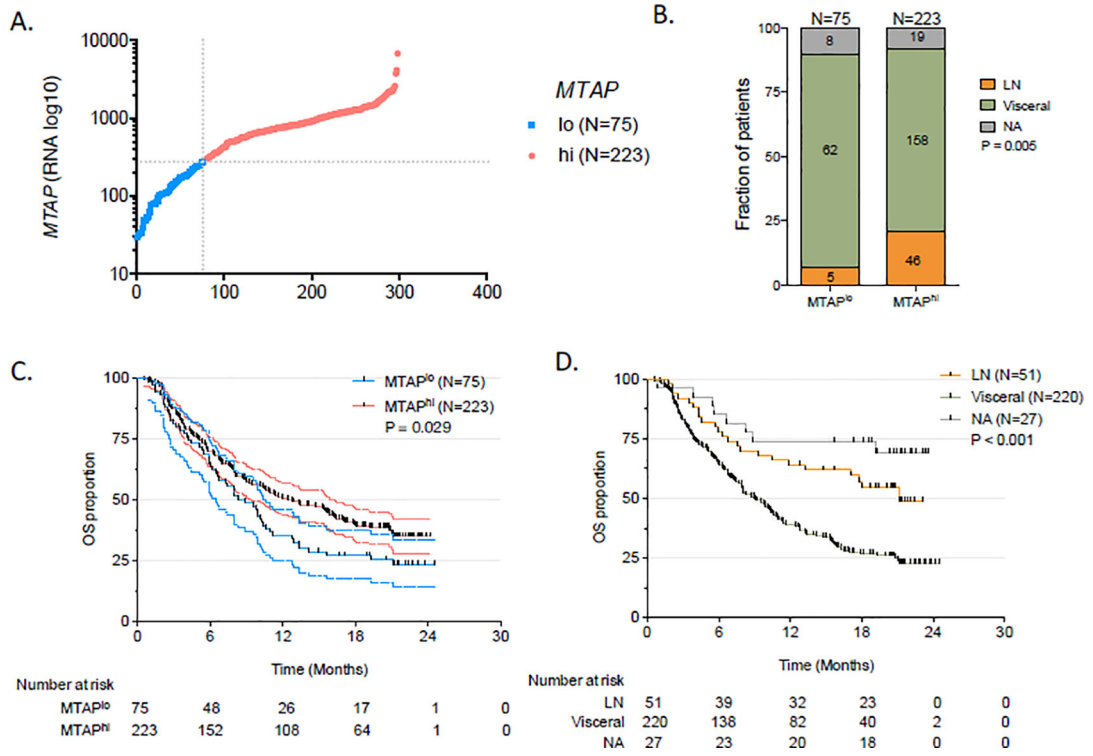 A.
10000
1000
100
10
MTAP (RNA log10)
0
100
200
300
400
MTAP
lo (N=75)
hi (N=223)
B.
N=75 N=223
100
75
50
25
0
Fraction of patients
8
62
5
19
158
46
MTAPlo MTAPhi
LN
Visceral
NA
P = 0.005
C.
100
75
50
25
0
OS proportion
MTAPlo (N=75)
MTAPhi (N=223)
P = 0.029
0 6 12 18 24 30
Time (Months)
Number at risk
MTAPlo 75 48 26 17 1 0
MTAPhi 223 152 108 64 1 0
D.
100
75
50
25
0
OS proportion
LN (N=51)
Visceral (N=220)
NA (N=27)
P < 0.001
0 6 12 18 24 30
Time (Months)
Number at risk
LN 51 39 32 23 0 0
Visceral 220 138 82 40 2 0
NA 27 23 20 18 0 0